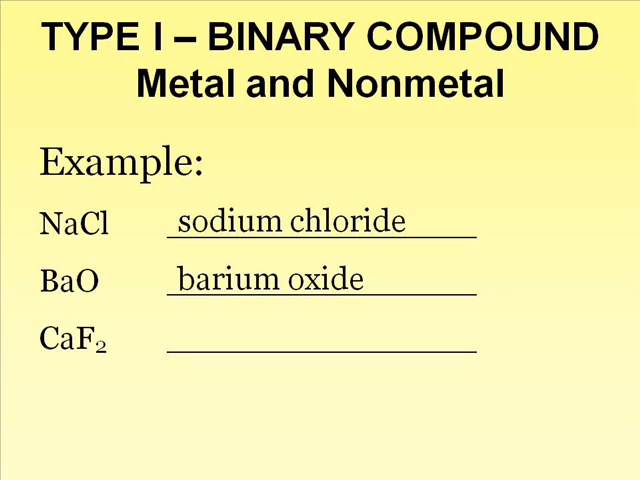 TYPE I – BINARY COMPOUND
Metal and Nonmetal
Example:
NaCl sodium chloride
BaO barium oxide
CaF₂